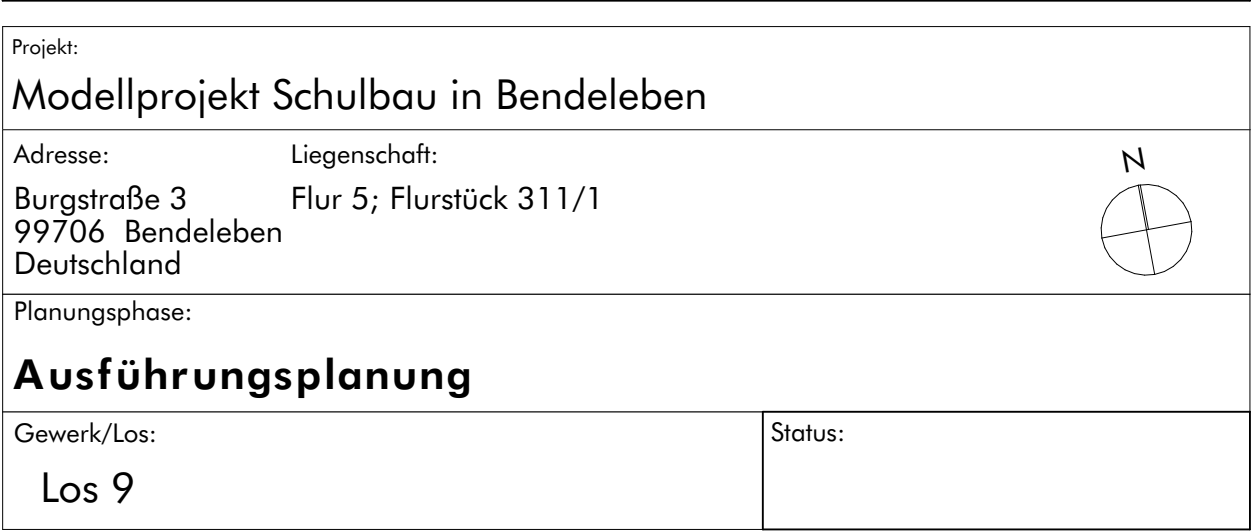 Projekt:
Modellprojekt Schulbau in Bendeleben
Adresse:
Burgstraße 3
99706 Bendeleben
Deutschland
Liegenschaft:
Flur 5; Flurstück 311/1
N
Planungsphase:
Ausführungsplanung
Gewerk/Los:
Los 9
Status: